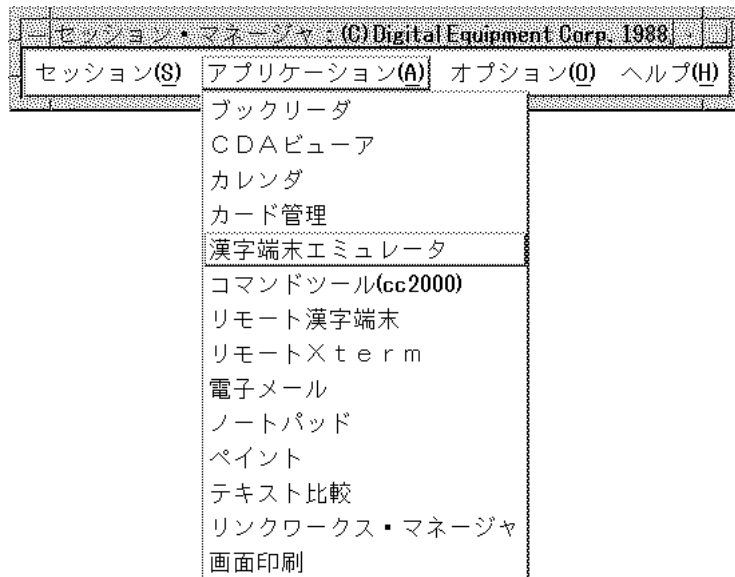 セッション・マネージャ：(C)Digital Equipment Corp. 1988
セッション(S) アプリケーション(A) オプション(O) ヘルプ(H)
ブックリーダ
ＣＤＡビューア
カレンダ
カード管理
漢字端末エミュレータ
コマンドツール(cc2000)
リモート漢字端末
リモートＸｔｅｒｍ
電子メール
ノートパッド
ペイント
テキスト比較
リンクワークス・マネージャ
画面印刷